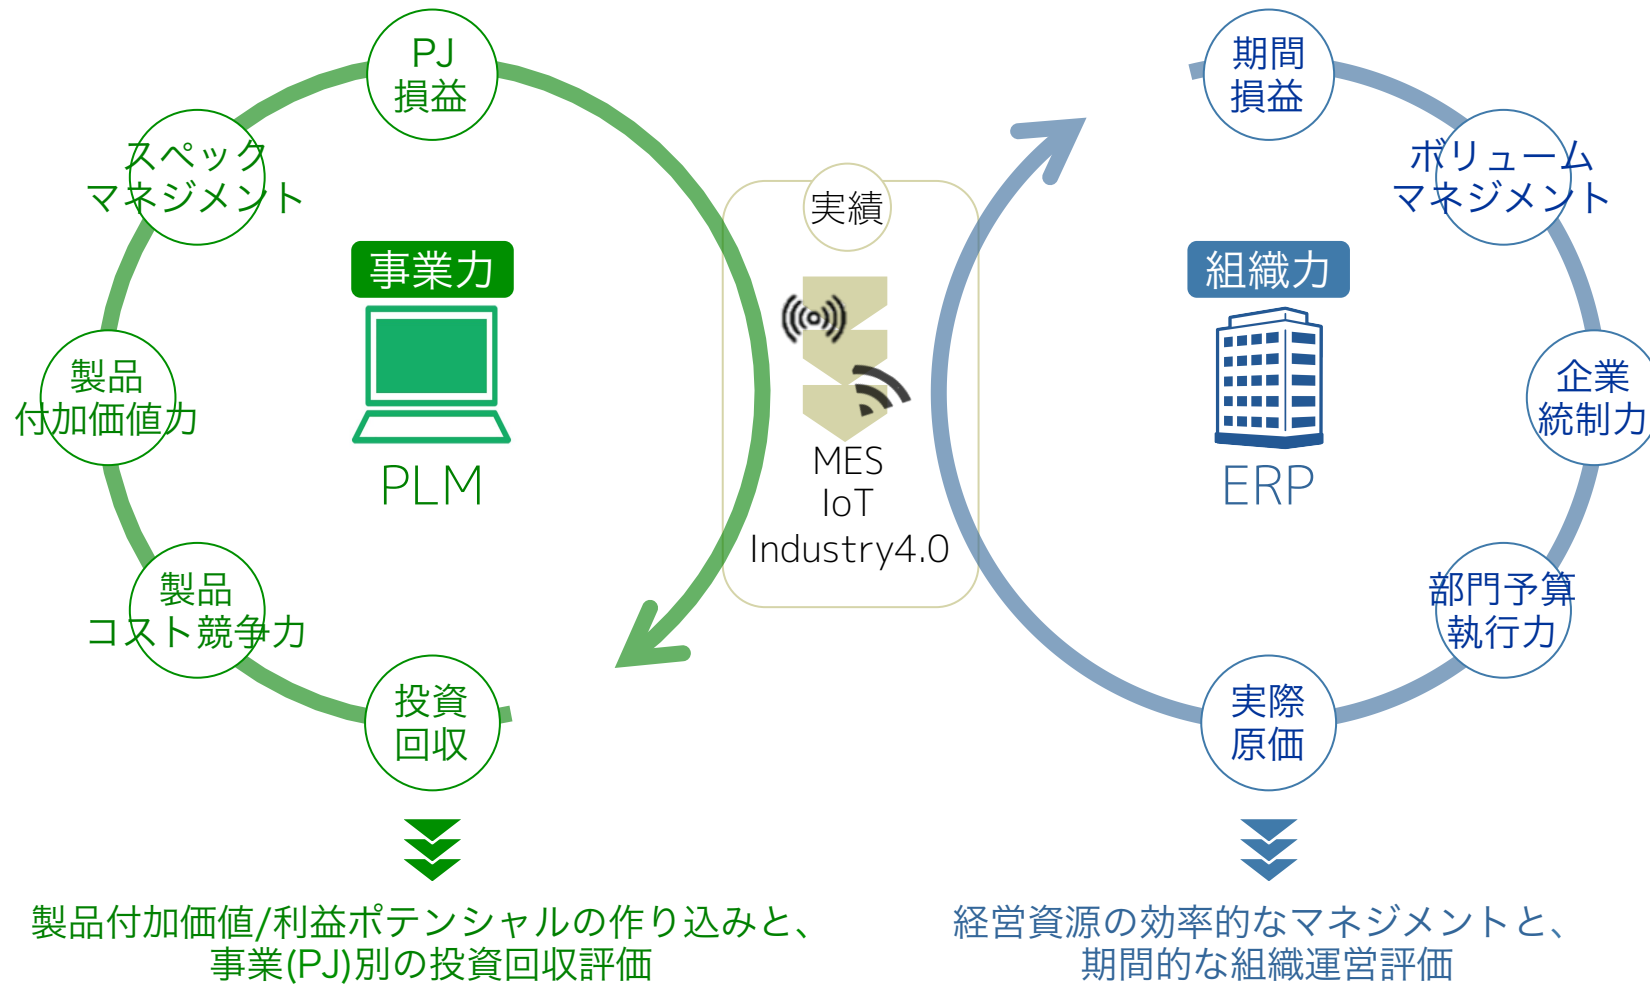 PJ
損益
スペック
マネジメント
事業力
製品
付加価値力
PLM
製品
コスト競争力
投資
回収
製品付加価値/利益ポテンシャルの作り込みと、
事業(PJ)別の投資回収評価
実績
MES
IoT
Industry4.0
期間
損益
ボリューム
マネジメント
組織力
企業
統制力
ERP
部門予算
執行力
実際
原価
経営資源の効率的なマネジメントと、
期間的な組織運営評価